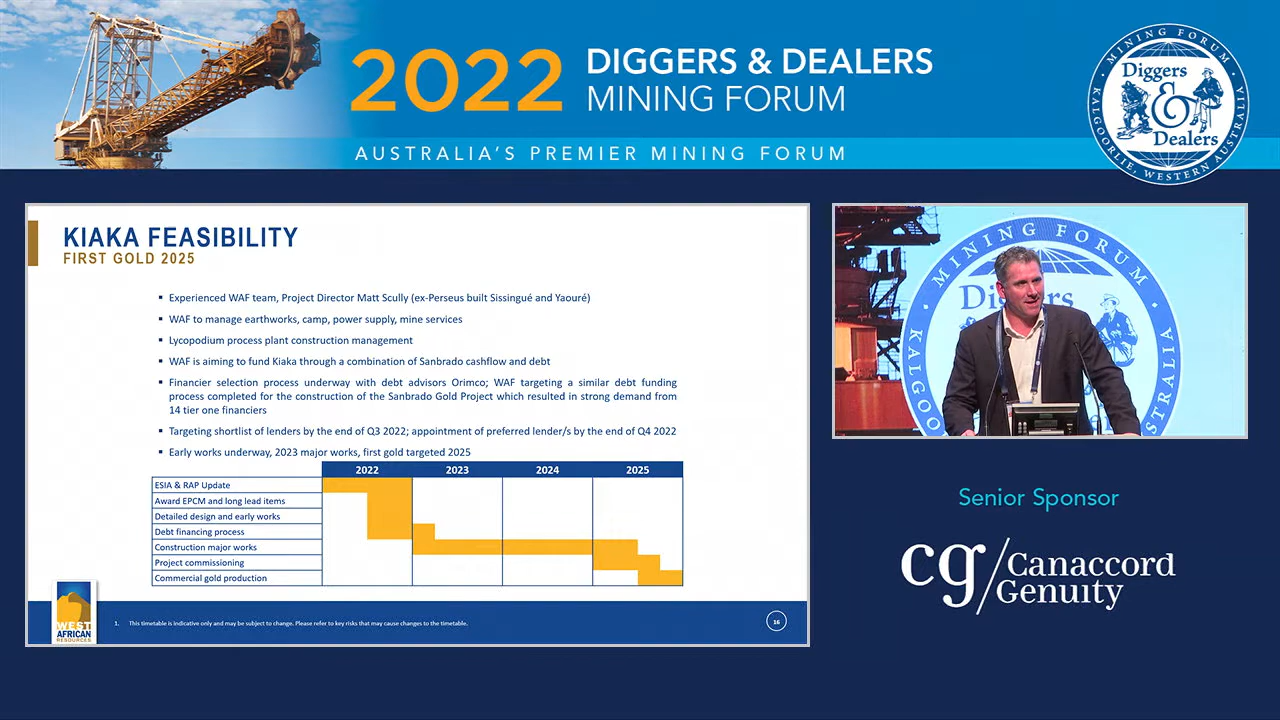 2022
DIGGERS & DEALERS
MINING FORUM
AUSTRALIA'S PREMIER MINING FORUM
MINING FORUM
Diggers
&
Dealers
KALGOORLIE, WESTERN AUSTRALIA
KIAKA FEASIBILITY
FIRST GOLD 2025
▪ Experienced WAF team, Project Director Matt Scully (ex-Perseus built Sissingué and Yaouré)
▪ WAF to manage earthworks, camp, power supply, mine services
▪ Lycopodium process plant construction management
▪ WAF is aiming to fund Kiaka through a combination of Sanbrado cashflow and debt
▪ Financier selection process underway with debt advisors Orimco; WAF targeting a similar debt funding
process completed for the construction of the Sanbrado Gold Project which resulted in strong demand from
14 tier one financiers
▪ Targeting shortlist of lenders by the end of Q3 2022; appointment of preferred lender/s by the end of Q4 2022
▪ Early works underway, 2023 major works, first gold targeted 2025
2022 2023 2024 2025
ESIA & RAP Update
Award EPCM and long lead items
Detailed design and early works
Debt financing process
Construction major works
Project commissioning
Commercial gold production
WEST
AFRICAN
RESOURCES
1. This timetable is indicative only and may be subject to change. Please refer to key risks that may cause changes to the timetable.
16
MINING FORUM
Diggers
KALGOO
STRALIA
Senior Sponsor
cg/Canaccord
Genuity